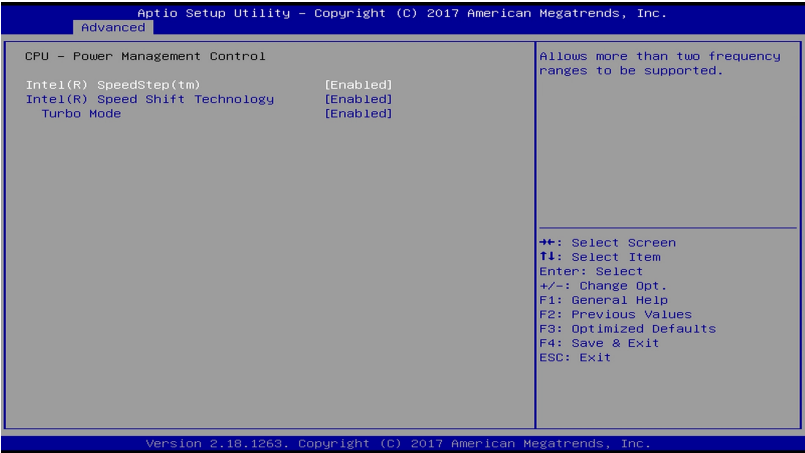 Aptio Setup Utility – Copyright (C) 2017 American Megatrends, Inc.
Advanced
CPU – Power Management Control
Intel(R) SpeedStep(tm) [Enabled]
Intel(R) Speed Shift Technology [Enabled]
Turbo Mode [Enabled]
Allows more than two frequency
ranges to be supported.
→←: Select Screen
↑↓: Select Item
Enter: Select
+/–: Change Opt.
F1: General Help
F2: Previous Values
F3: Optimized Defaults
F4: Save & Exit
ESC: Exit
Version 2.18.1263. Copyright (C) 2017 American Megatrends, Inc.